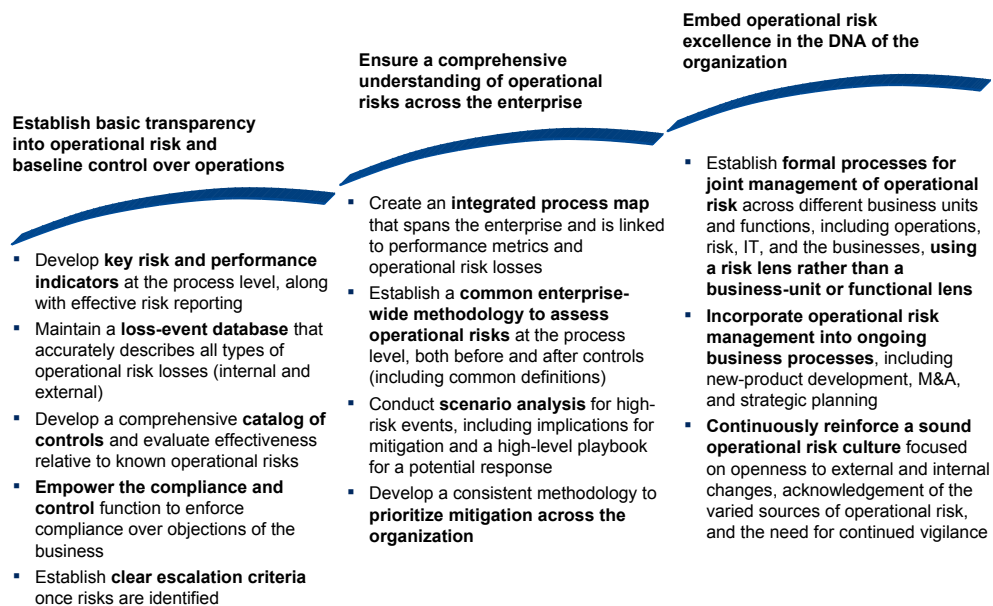 Establish basic transparency
into operational risk and
baseline control over operations
▪ Develop key risk and performance
indicators at the process level, along
with effective risk reporting
▪ Maintain a loss-event database that
accurately describes all types of
operational risk losses (internal and
external)
▪ Develop a comprehensive catalog of
controls and evaluate effectiveness
relative to known operational risks
▪ Empower the compliance and
control function to enforce
compliance over objections of the
business
▪ Establish clear escalation criteria
once risks are identified
Ensure a comprehensive
understanding of operational
risks across the enterprise
▪ Create an integrated process map
that spans the enterprise and is linked
to performance metrics and
operational risk losses
▪ Establish a common enterprise-
wide methodology to assess
operational risks at the process
level, both before and after controls
(including common definitions)
▪ Conduct scenario analysis for high-
risk events, including implications for
mitigation and a high-level playbook
for a potential response
▪ Develop a consistent methodology to
prioritize mitigation across the
organization
Embed operational risk
excellence in the DNA of the
organization
▪ Establish formal processes for
joint management of operational
risk across different business units
and functions, including operations,
risk, IT, and the businesses, using
a risk lens rather than a
business-unit or functional lens
▪ Incorporate operational risk
management into ongoing
business processes, including
new-product development, M&A,
and strategic planning
▪ Continuously reinforce a sound
operational risk culture focused
on openness to external and internal
changes, acknowledgement of the
varied sources of operational risk,
and the need for continued vigilance